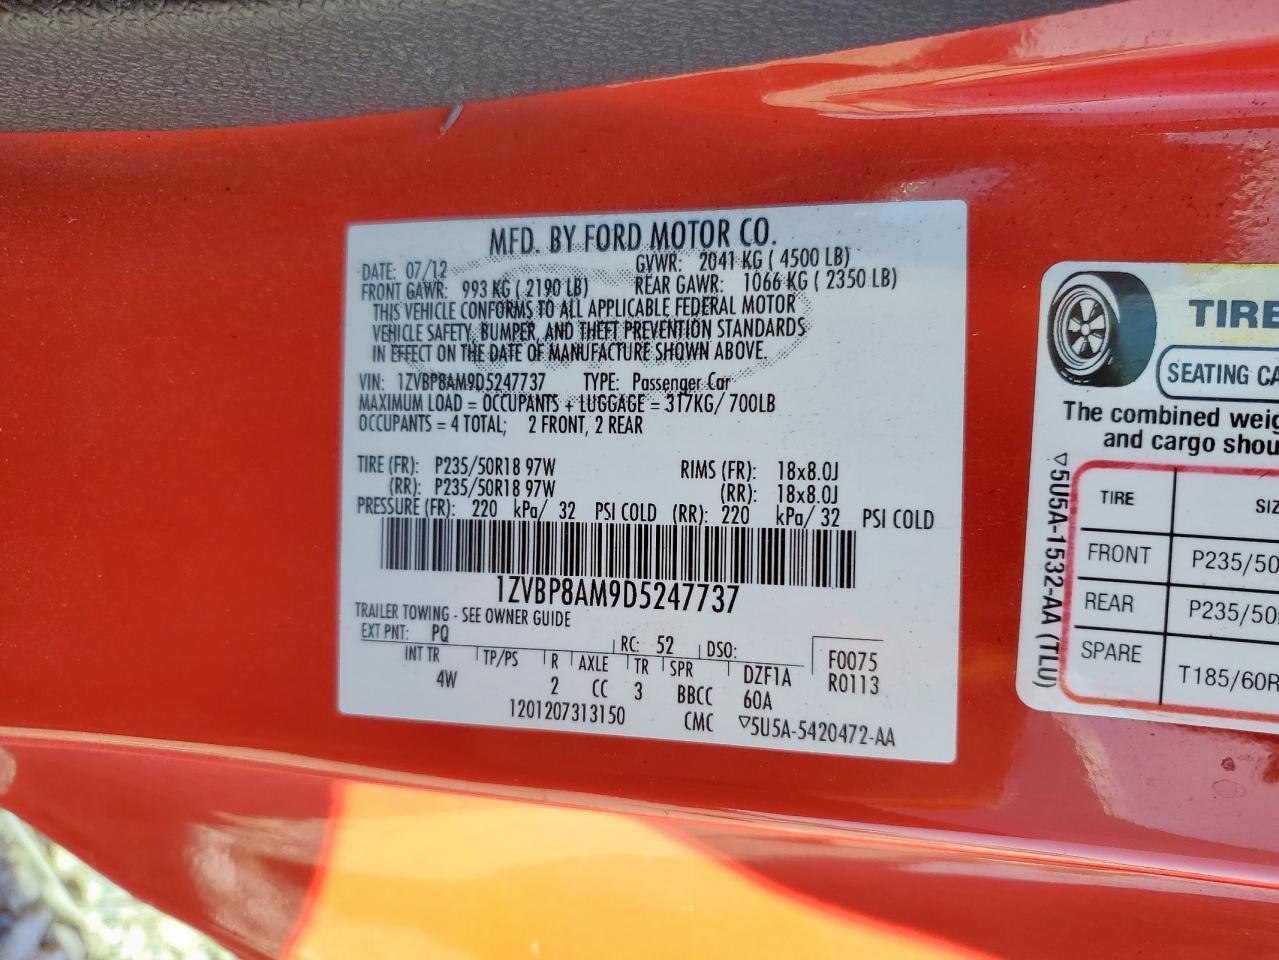 MFD. BY FORD MOTOR CO.
DATE: 07/12 GVWR: 2041 KG ( 4500 LB)
FRONT GAWR: 993 KG ( 2190 LB) REAR GAWR: 1066 KG ( 2350 LB)
THIS VEHICLE CONFORMS TO ALL APPLICABLE FEDERAL MOTOR
VEHICLE SAFETY, BUMPER, AND THEFT PREVENTION STANDARDS
IN EFFECT ON THE DATE OF MANUFACTURE SHOWN ABOVE.
VIN: 1ZVBP8AM9D5247737 TYPE: Passenger Car
MAXIMUM LOAD = OCCUPANTS + LUGGAGE = 317KG/ 700LB
OCCUPANTS = 4 TOTAL; 2 FRONT, 2 REAR
TIRE (FR): P235/50R18 97W RIMS (FR): 18x8.0J
(RR): P235/50R18 97W (RR): 18x8.0J
PRESSURE (FR): 220 kPa/ 32 PSI COLD (RR): 220 kPa/ 32 PSI COLD
1ZVBP8AM9D5247737
TRAILER TOWING - SEE OWNER GUIDE
EXT PNT: PQ RC: 52 DSO: F0075
INT TR TP/PS R AXLE TR SPR DZF1A R0113
4W 2 CC 3 BBCC 60A
1201207313150 CMC ▽5U5A-5420472-AA
TIRE
SEATING CA
The combined weig
and cargo shou
TIRE SIZ
FRONT P235/50
REAR P235/50
SPARE T185/60R
▽5U5A-1532-AA (TLU)